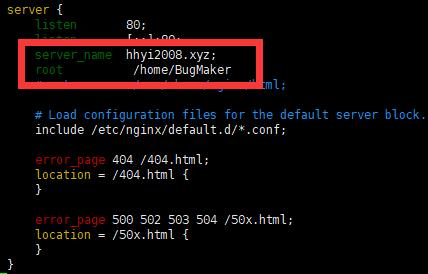 server {
listen 80;
listen [::]:80;
server_name hhyi2008.xyz;
root /home/BugMaker
html;
# Load configuration files for the default server block.
include /etc/nginx/default.d/*.conf;
error_page 404 /404.html;
location = /404.html {
}
error_page 500 502 503 504 /50x.html;
location = /50x.html {
}
}